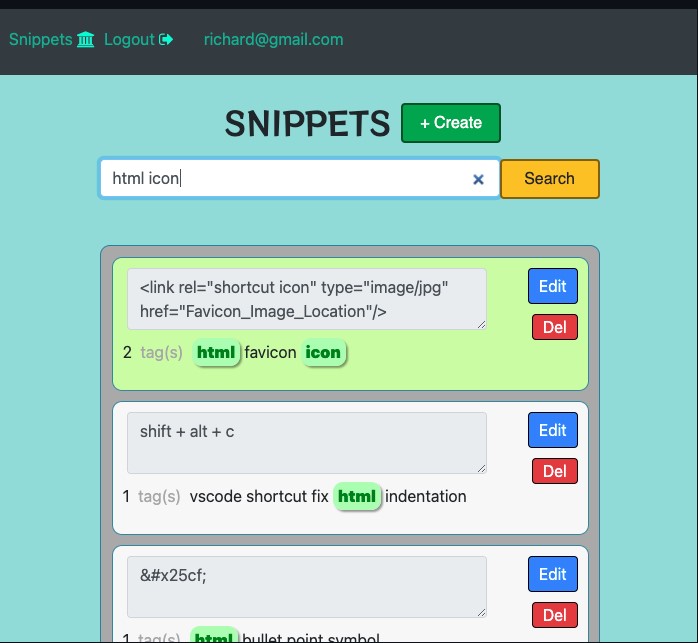 Snippets Logout richard@gmail.com
SNIPPETS + Create
html icon × Search
<link rel="shortcut icon" type="image/jpg"
href="Favicon_Image_Location"/>
Edit
Del
2 tag(s) html favicon icon
shift + alt + c
Edit
Del
1 tag(s) vscode shortcut fix html indentation
&#x25cf;
Edit
Del
1 tag(s) html bullet point symbol